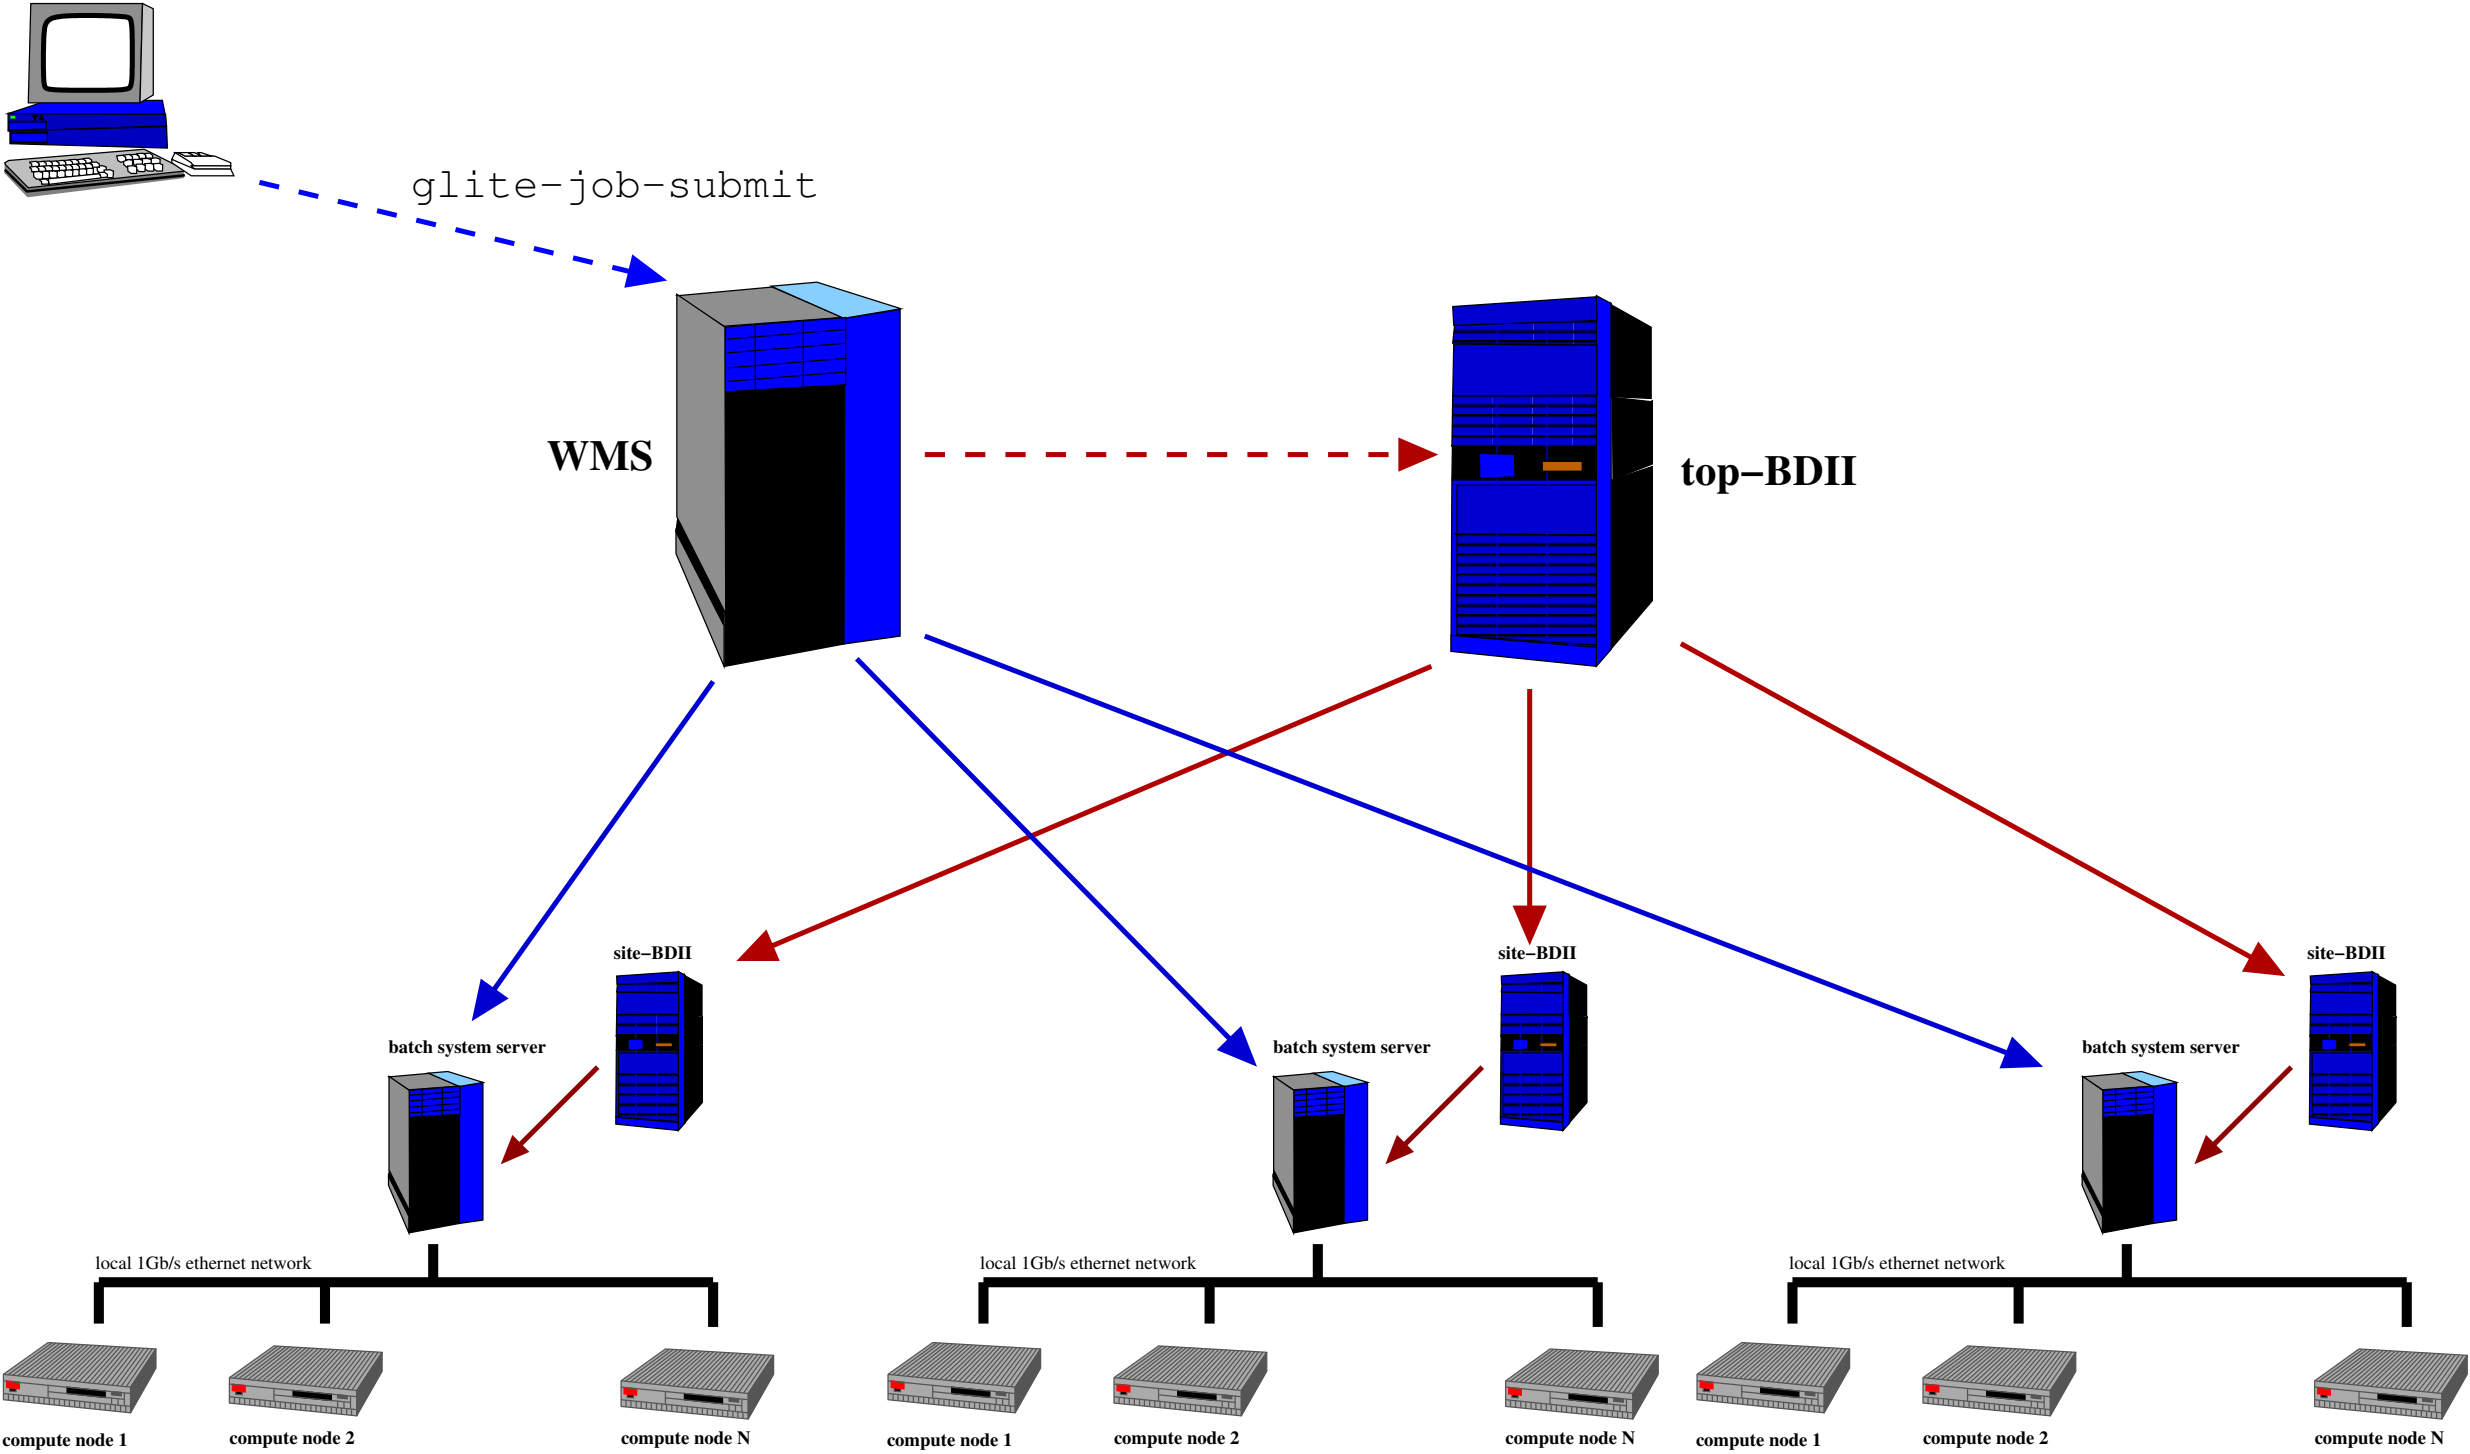 glite-job-submit
WMS
top-BDII
site-BDII
site-BDII
site-BDII
batch system server
batch system server
batch system server
local 1Gb/s ethernet network
local 1Gb/s ethernet network
local 1Gb/s ethernet network
compute node 1
compute node 2
compute node N
compute node 1
compute node 2
compute node N
compute node 1
compute node 2
compute node N